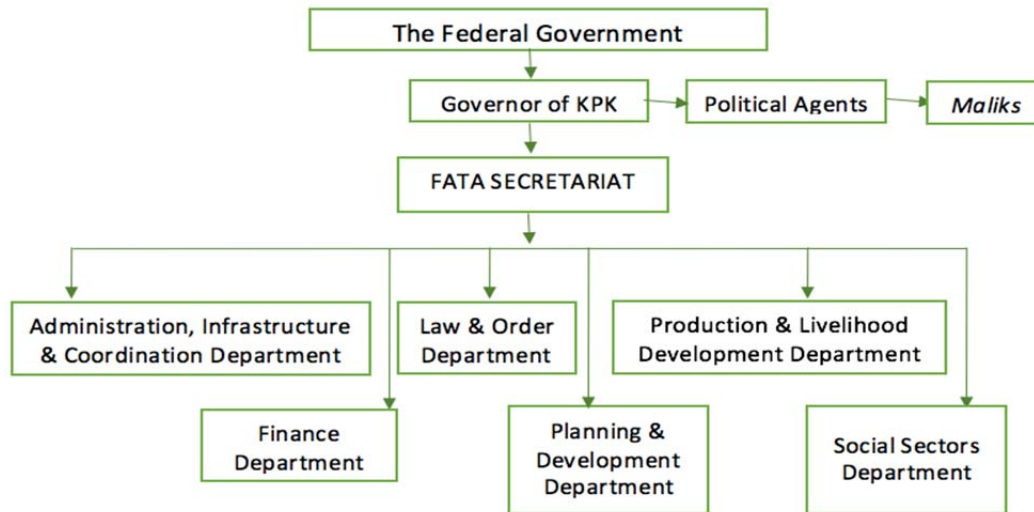 The Federal Government
Governor of KPK
Political Agents
Maliks
FATA SECRETARIAT
Administration, Infrastructure
& Coordination Department
Law & Order
Department
Production & Livelihood
Development Department
Finance
Department
Planning &
Development
Department
Social Sectors
Department